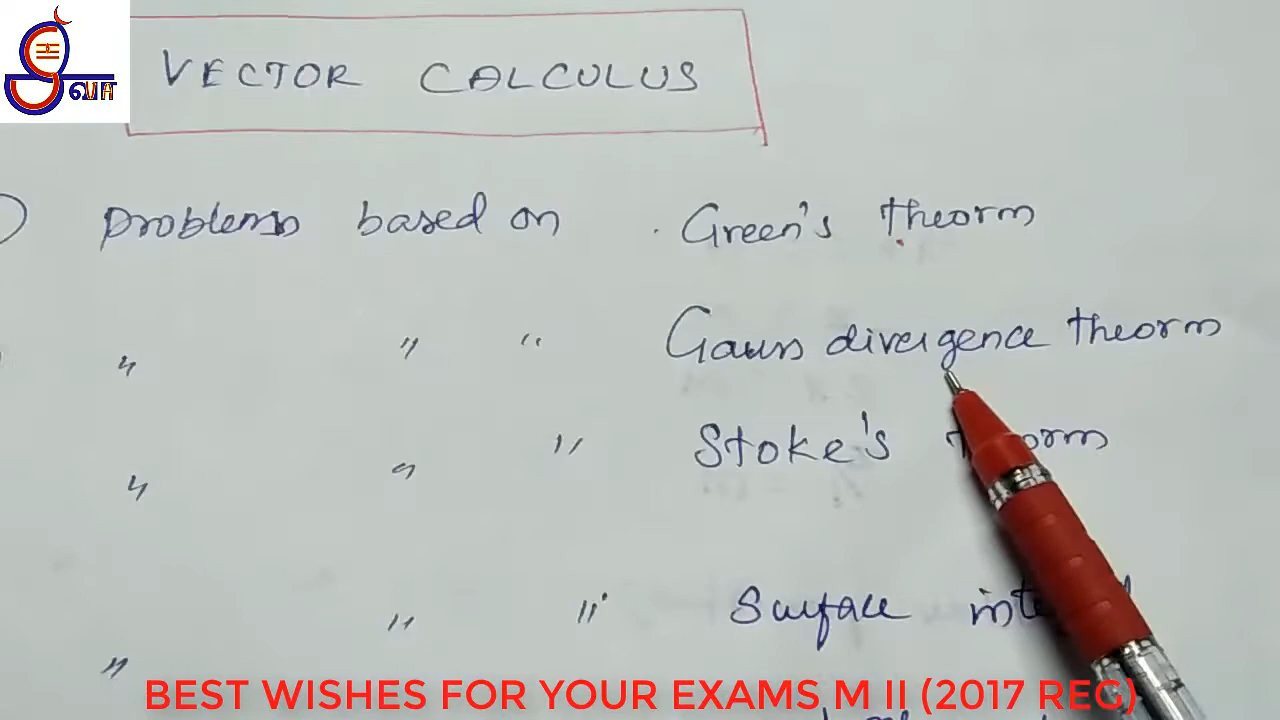 சிவா
SIVA
VECTOR CALCULUS
Problems based on Green's theorm
" " " Gauss divergence theorm
" " " Stoke's
" " " Surface
BEST WISHES FOR YOUR EXAMS M II (2017 REG)